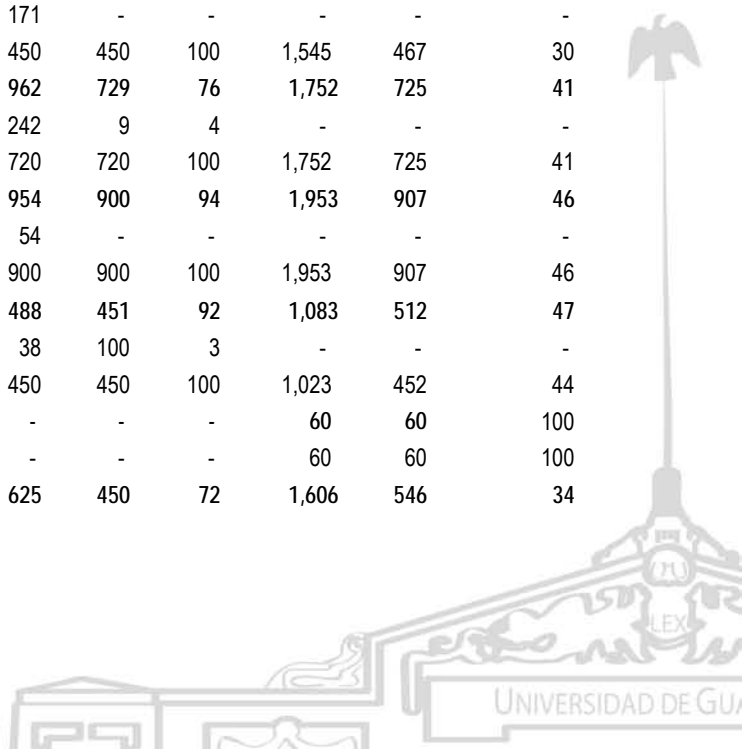 171 - - - - -
450 450 100 1,545 467 30
962 729 76 1,752 725 41
242 9 4 - - -
720 720 100 1,752 725 41
954 900 94 1,953 907 46
54 - - - - -
900 900 100 1,953 907 46
488 451 92 1,083 512 47
38 100 3 - - -
450 450 100 1,023 452 44
- - - 60 60 100
- - - 60 60 100
625 450 72 1,606 546 34
LEX
UNIVERSIDAD DE GUA